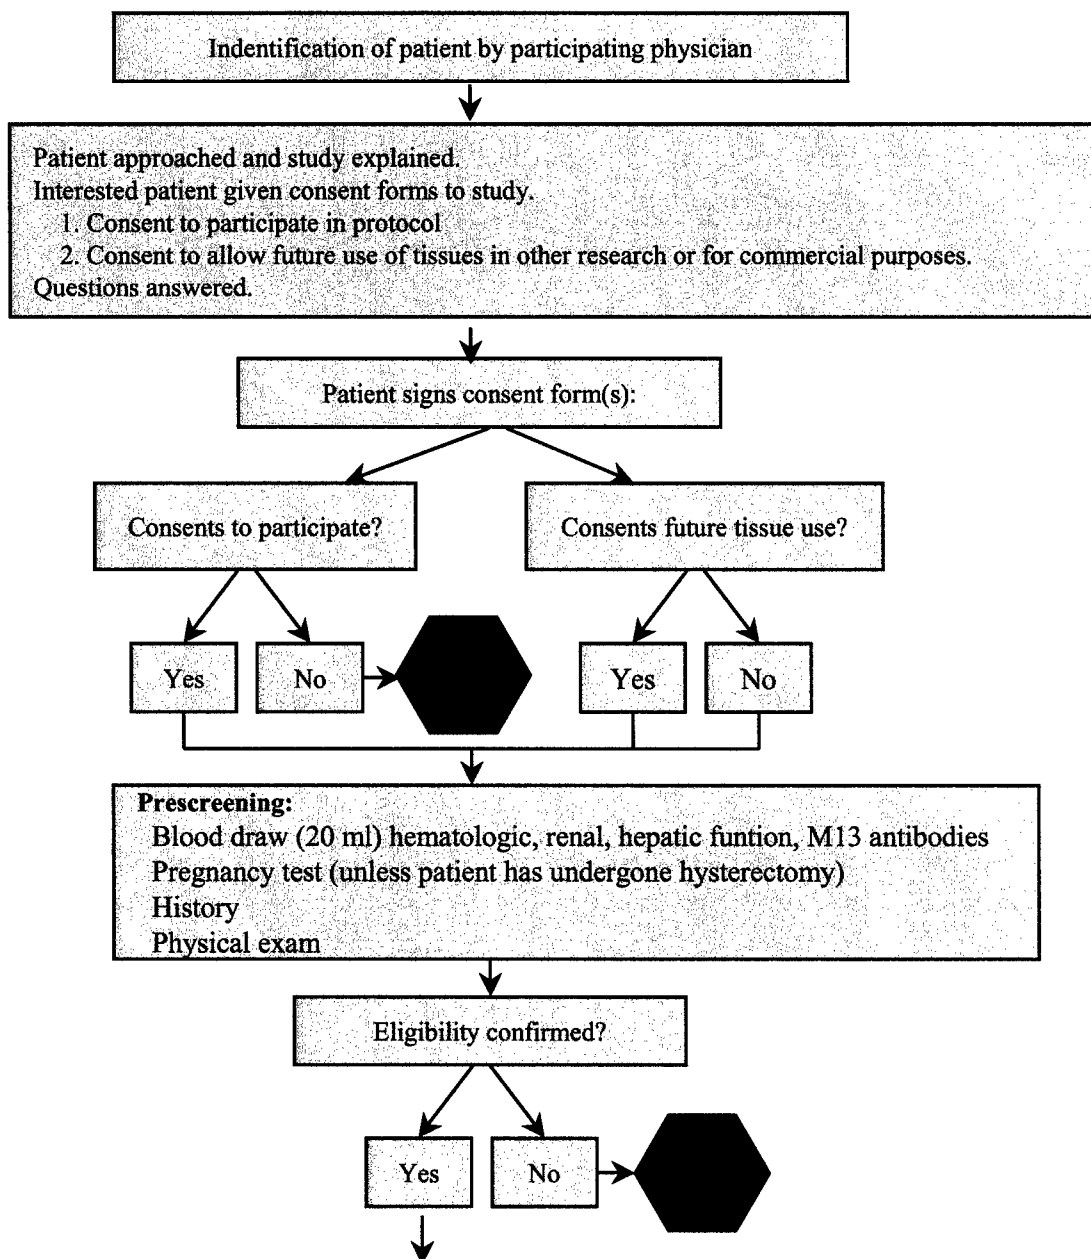 Indentification of patient by participating physician
Patient approached and study explained.
Interested patient given consent forms to study.
1. Consent to participate in protocol
2. Consent to allow future use of tissues in other research or for commercial purposes.
Questions answered.
Patient signs consent form(s):
Consents to participate?
Consents future tissue use?
Yes
No
Yes
No
Prescreening:
Blood draw (20 ml) hematologic, renal, hepatic funtion, M13 antibodies
Pregnancy test (unless patient has undergone hysterectomy)
History
Physical exam
Eligibility confirmed?
Yes
No